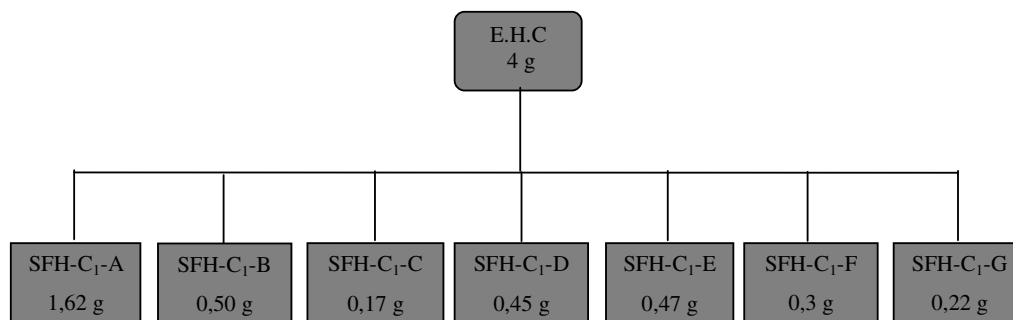 E.H.C
4 g
SFH-C₁-A
1,62 g
SFH-C₁-B
0,50 g
SFH-C₁-C
0,17 g
SFH-C₁-D
0,45 g
SFH-C₁-E
0,47 g
SFH-C₁-F
0,3 g
SFH-C₁-G
0,22 g